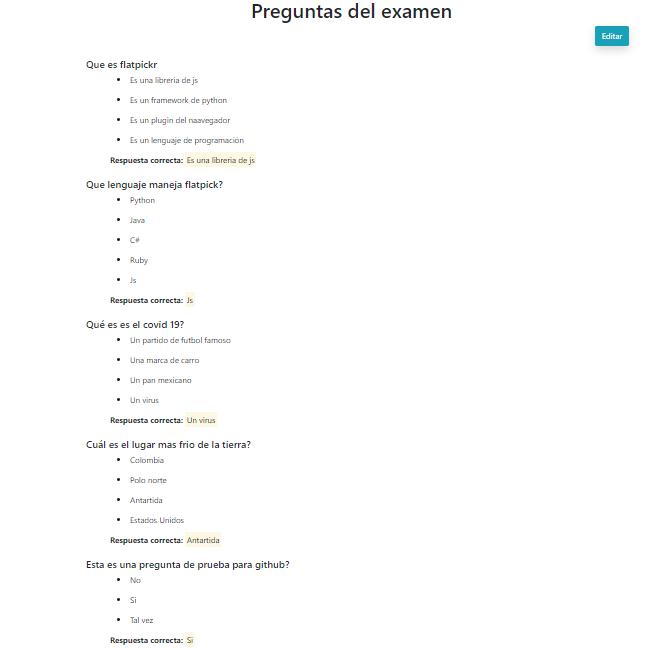 Preguntas del examen
Editar
Que es flatpickr
Es una libreria de js
Es un framework de python
Es un plugin del naavegador
Es un lenguaje de programación
Respuesta correcta: Es una libreria de js
Que lenguaje maneja flatpick?
Python
Java
C#
Ruby
Js
Respuesta correcta: Js
Qué es es el covid 19?
Un partido de futbol famoso
Una marca de carro
Un pan mexicano
Un virus
Respuesta correcta: Un virus
Cuál es el lugar mas frio de la tierra?
Colombia
Polo norte
Antartida
Estados Unidos
Respuesta correcta: Antartida
Esta es una pregunta de prueba para github?
No
Si
Tal vez
Respuesta correcta: Si